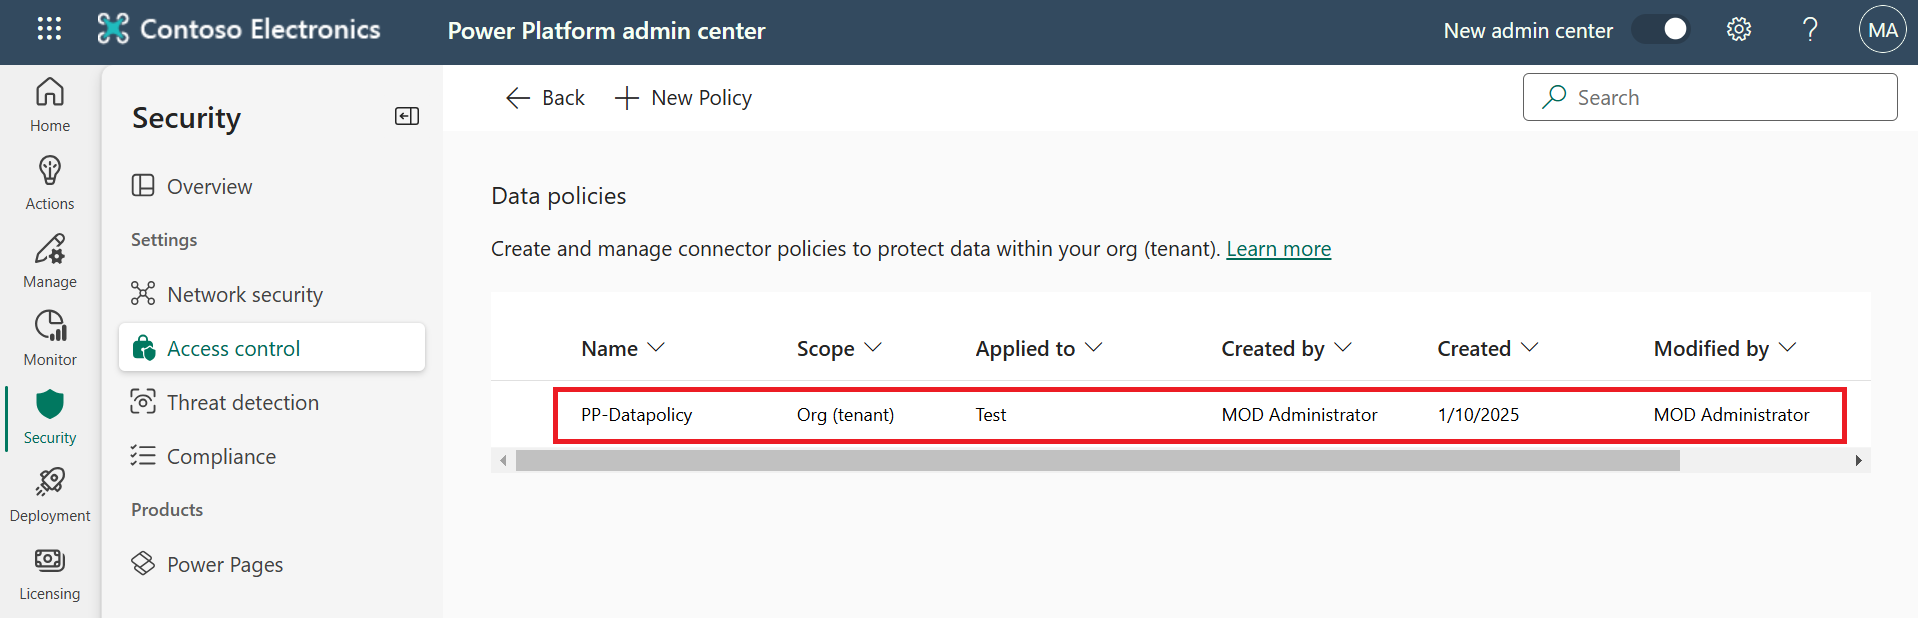 Contoso Electronics
Power Platform admin center
New admin center
?
MA
Home
Actions
Manage
Monitor
Security
Deployment
Licensing
Security
Overview
Settings
Network security
Access control
Threat detection
Compliance
Products
Power Pages
Back
New Policy
Search
Data policies
Create and manage connector policies to protect data within your org (tenant). Learn more
Name Scope Applied to Created by Created Modified by
PP-Datapolicy Org (tenant) Test MOD Administrator 1/10/2025 MOD Administrator